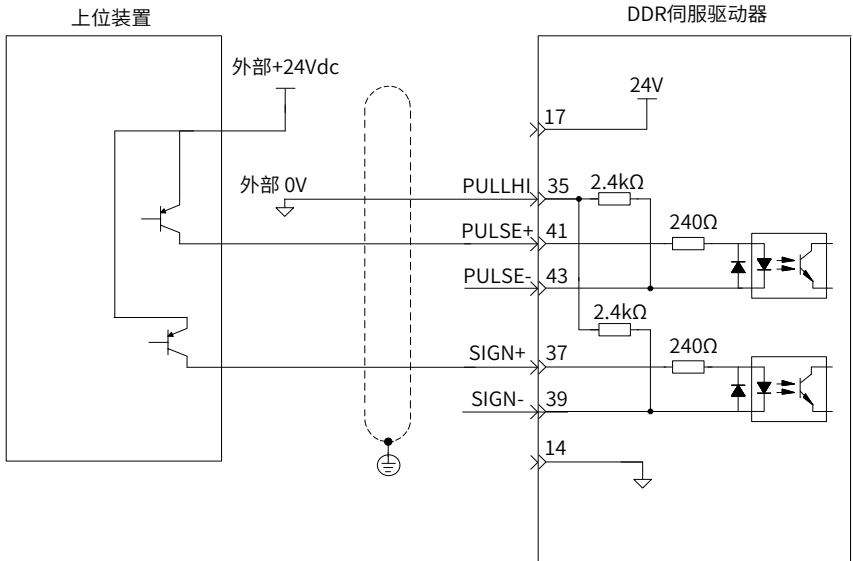 上位装置
DDR伺服驱动器
外部+24Vdc
24V
17
外部 0V
PULLHI
35
2.4kΩ
PULSE+
41
240Ω
PULSE-
43
2.4kΩ
SIGN+
37
240Ω
SIGN-
39
14